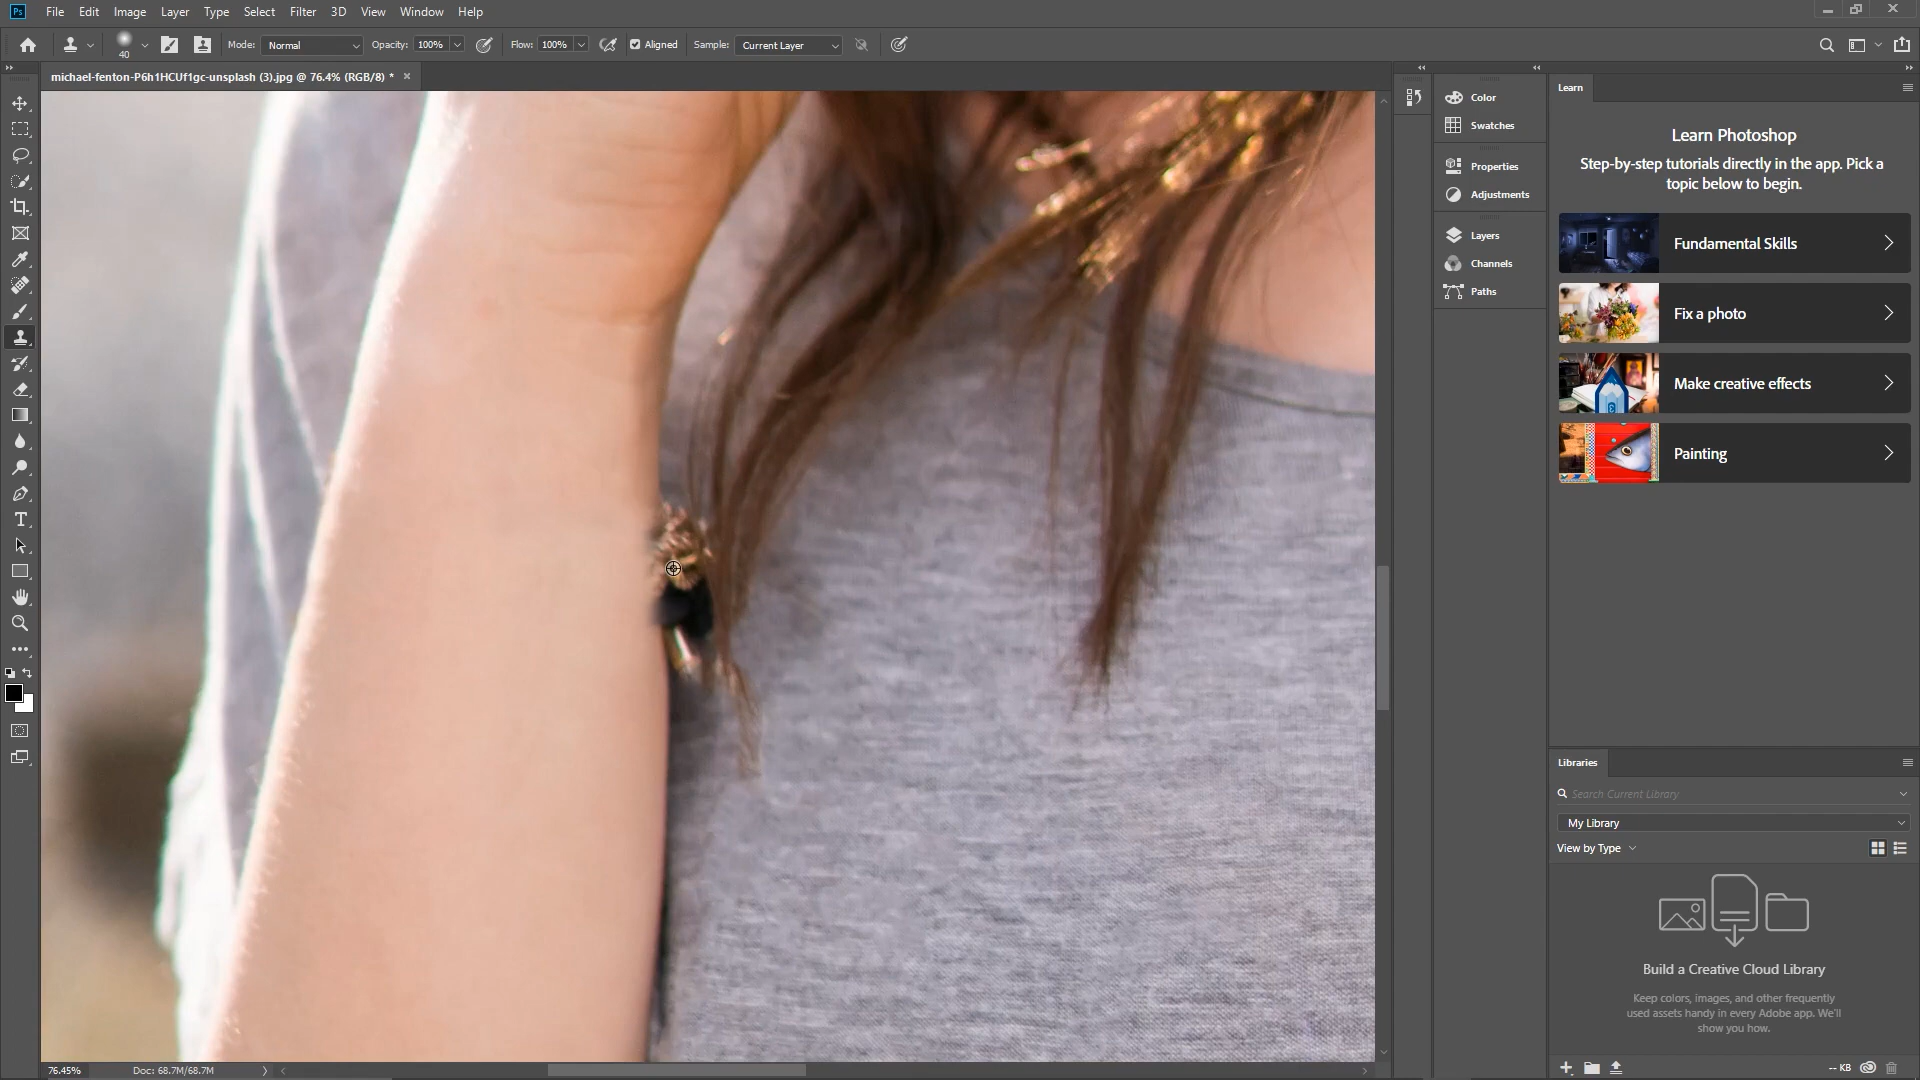 Ps File Edit Image Layer Type Select Filter 3D View Window Help
40 Mode: Normal Opacity: 100% Flow: 100% Aligned Sample: Current Layer
michael-fenton-P6h1HCUf1gc-unsplash (3).jpg @ 76.4% (RGB/8) * ×
Color
Swatches
Properties
Adjustments
Layers
Channels
Paths
Learn
Learn Photoshop
Step-by-step tutorials directly in the app. Pick a
topic below to begin.
Fundamental Skills
Fix a photo
Make creative effects
Painting
Libraries
Search Current Library
My Library
View by Type
Build a Creative Cloud Library
Keep colors, images, and other frequently
used assets handy in every Adobe app. We'll
show you how.
-- KB
76.45% Doc: 68.7M/68.7M